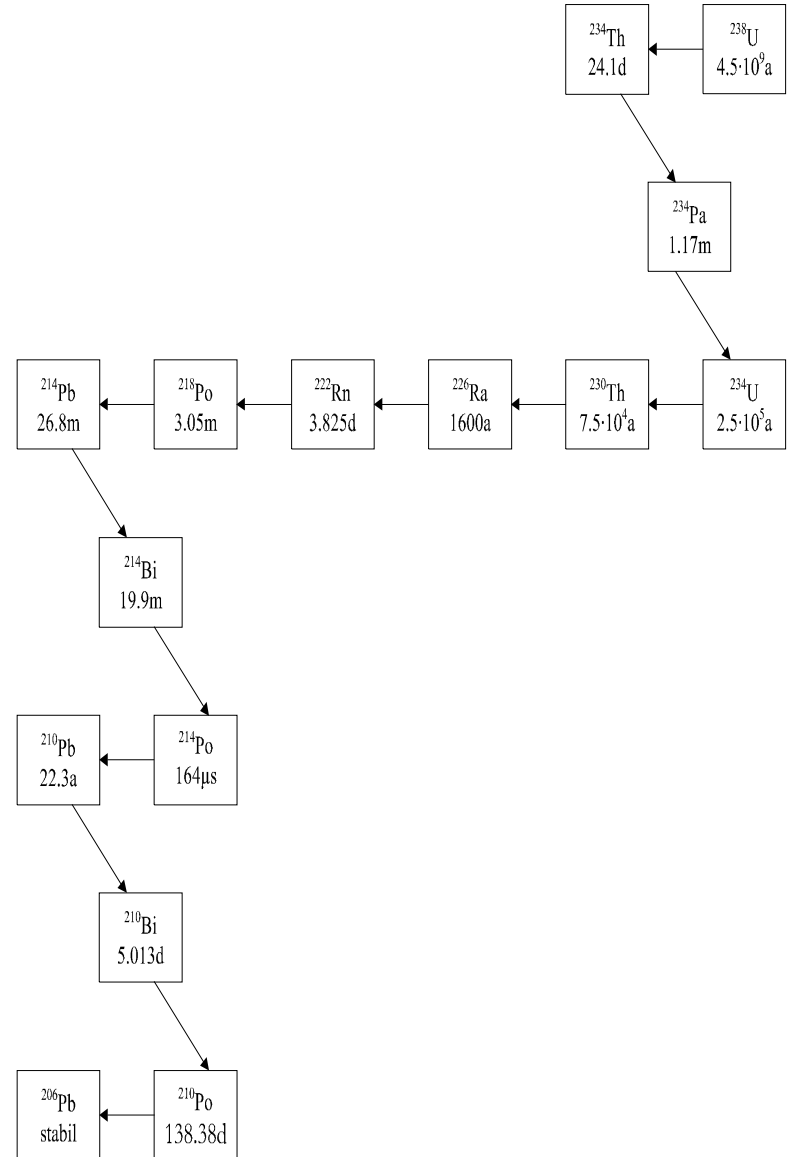 ²³⁴Th
24.1d
²³⁸U
4.5·10⁹a
²³⁴Pa
1.17m
²¹⁴Pb
26.8m
²¹⁸Po
3.05m
²²²Rn
3.825d
²²⁶Ra
1600a
²³⁰Th
7.5·10⁴a
²³⁴U
2.5·10⁵a
²¹⁴Bi
19.9m
²¹⁰Pb
22.3a
²¹⁴Po
164µs
²¹⁰Bi
5.013d
²⁰⁶Pb
stabil
²¹⁰Po
138.38d